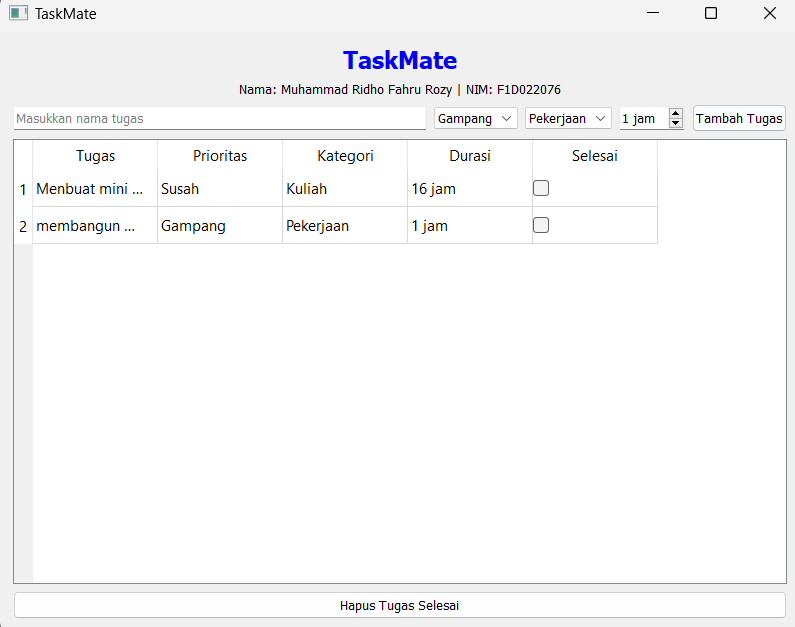 TaskMate
TaskMate
Nama: Muhammad Ridho Fahru Rozy | NIM: F1D022076
Masukkan nama tugas Gampang Pekerjaan 1 jam Tambah Tugas
Tugas Prioritas Kategori Durasi Selesai
1 Menbuat mini ... Susah Kuliah 16 jam
2 membangun ... Gampang Pekerjaan 1 jam
Hapus Tugas Selesai